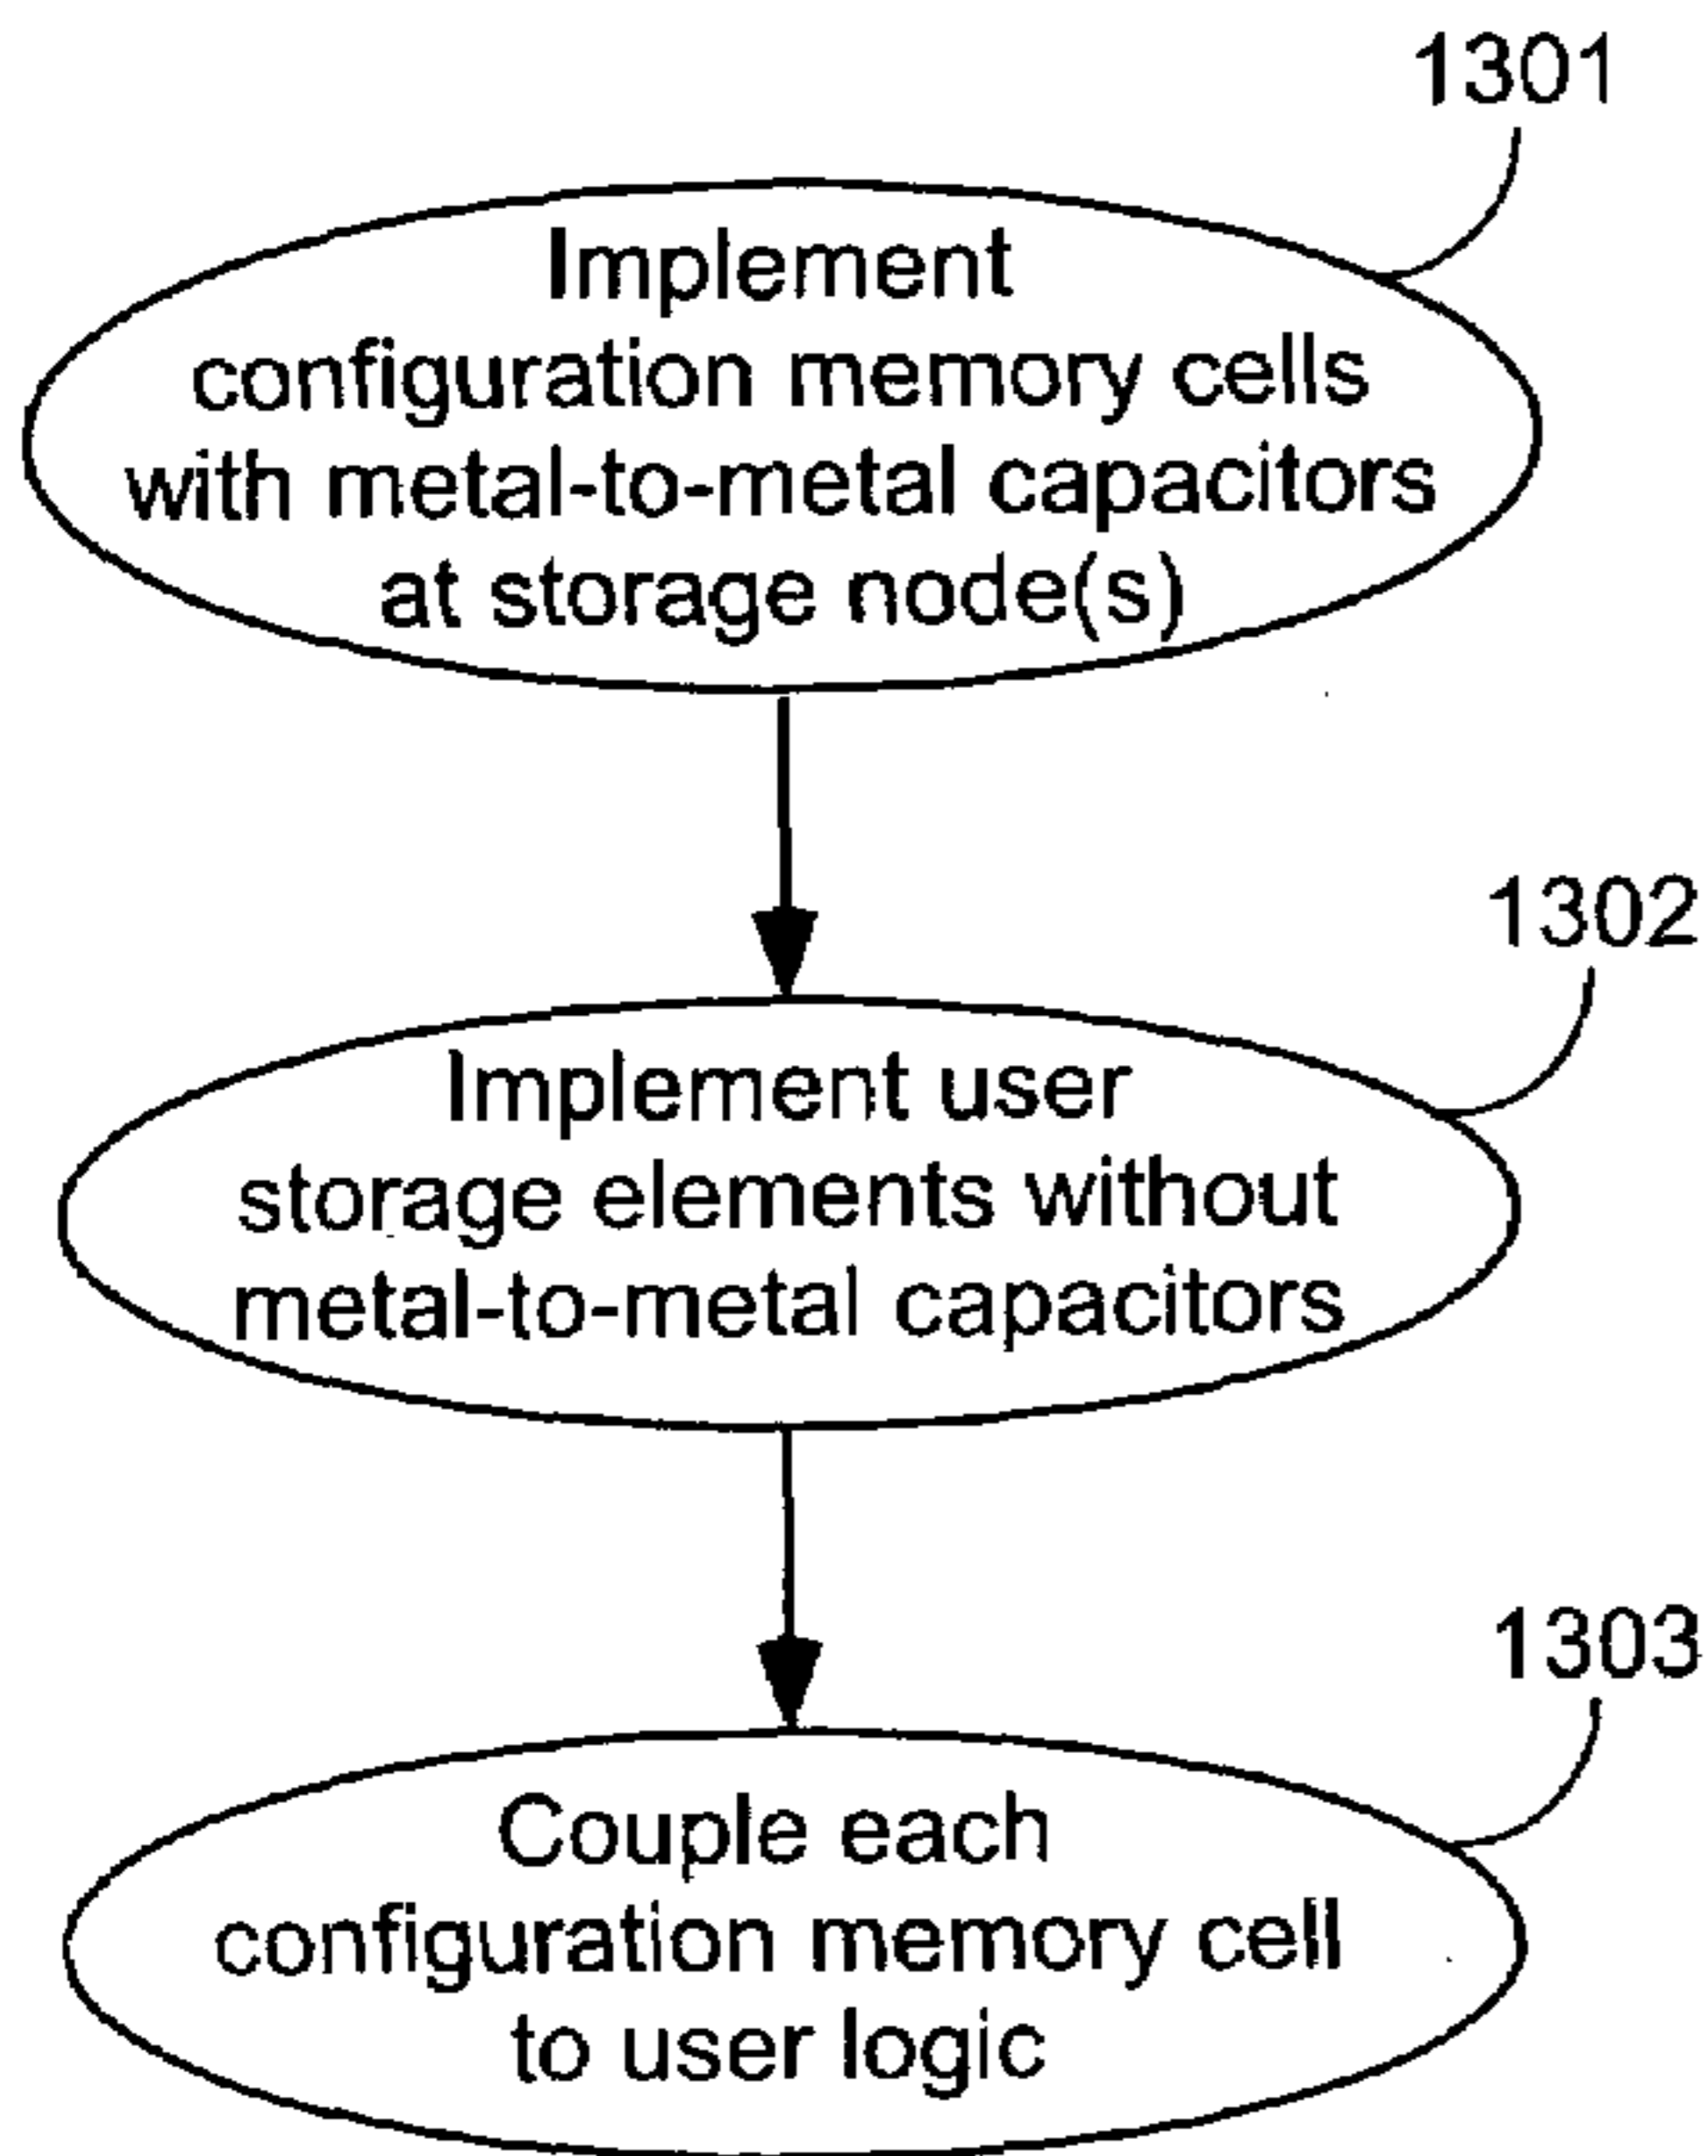 1301
Implement
configuration memory cells
with metal-to-metal capacitors
at storage node(s)
1302
Implement user
storage elements without
metal-to-metal capacitors
1303
Couple each
configuration memory cell
to user logic